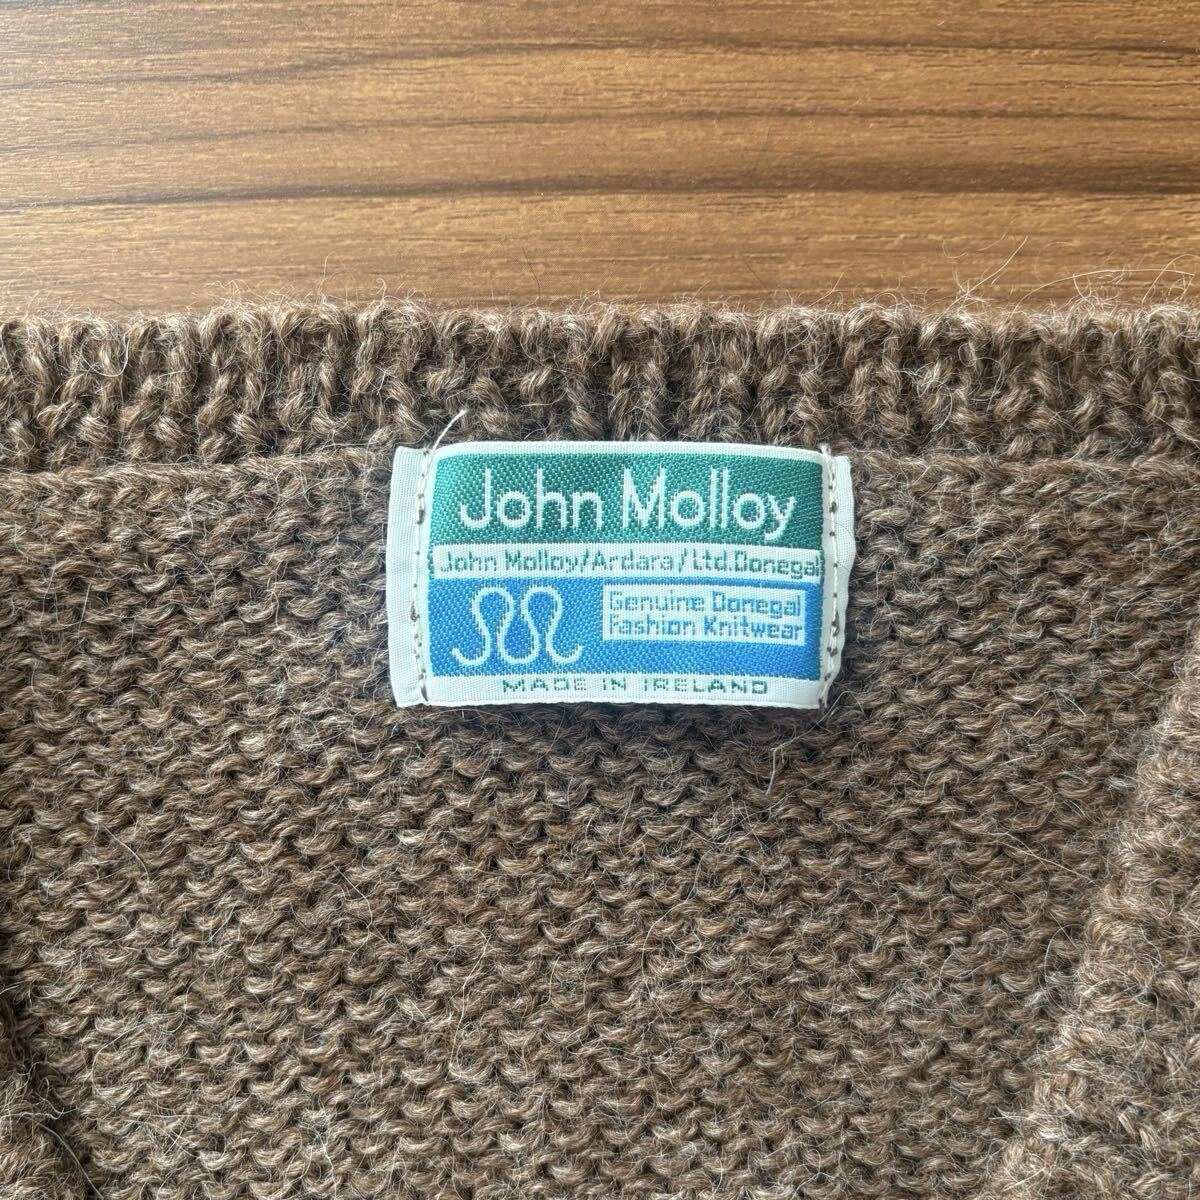 John Molloy
John Molloy/Ardara/Ltd.Donegal
Genuine Donegal
Fashion Knitwear
MADE IN IRELAND